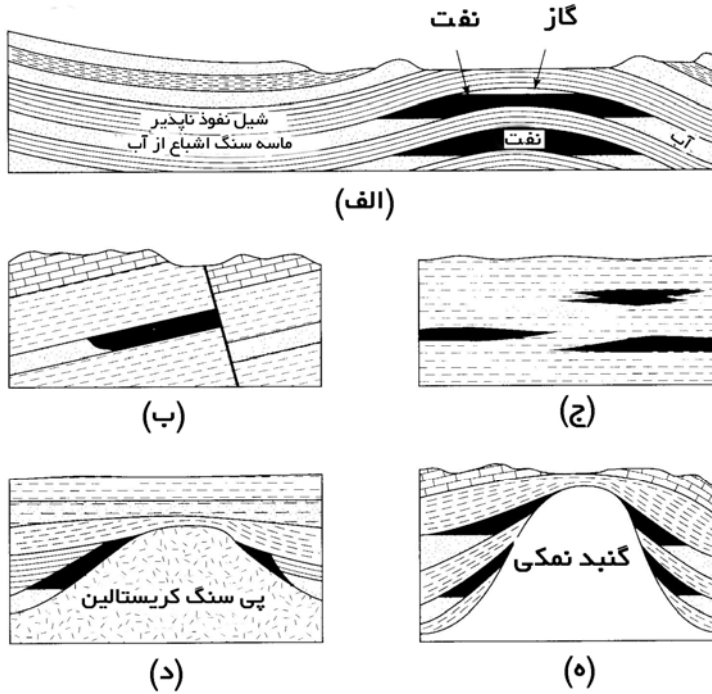 نفت
گاز
شیل نفوذ ناپذیر
ماسه سنگ اشباع از آب
نفت
آب
(الف)
(ب)
(ج)
پی سنگ کریستالین
گنبد نمکی
(د)
(ه)